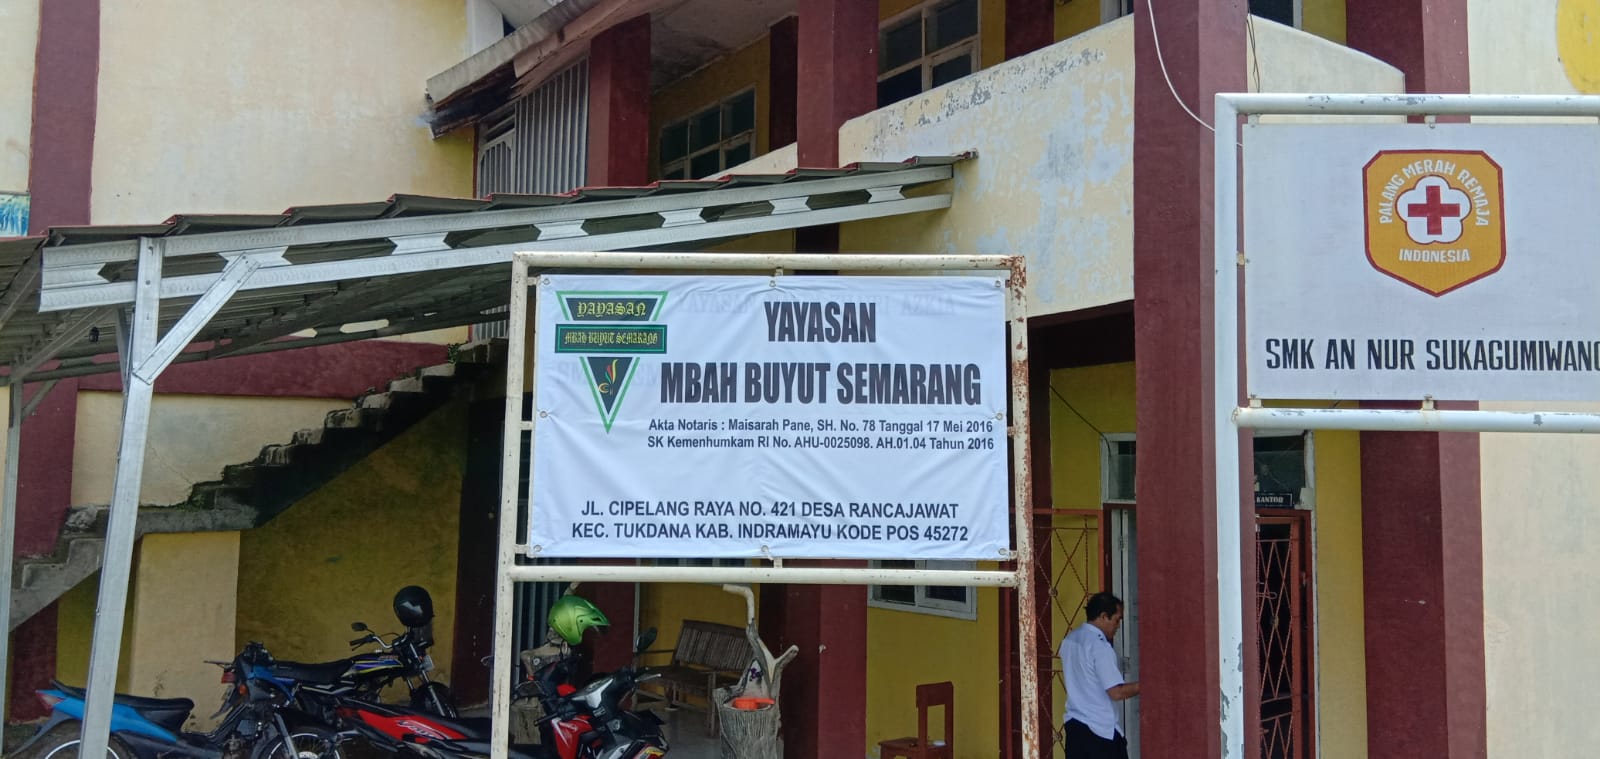 YAYASAN
MBAH BUYUT SEMARANG
YAYASAN
MBAH BUYUT SEMARANG
Akta Notaris : Maisarah Pane, SH. No. 78 Tanggal 17 Mei 2016
SK Kemenhumkam RI No. AHU-0025098. AH.01.04 Tahun 2016
JL. CIPELANG RAYA NO. 421 DESA RANCAJAWAT
KEC. TUKDANA KAB. INDRAMAYU KODE POS 45272
PALANG MERAH REMAJA
INDONESIA
SMK AN NUR SUKAGUMIWANG
KANTOR